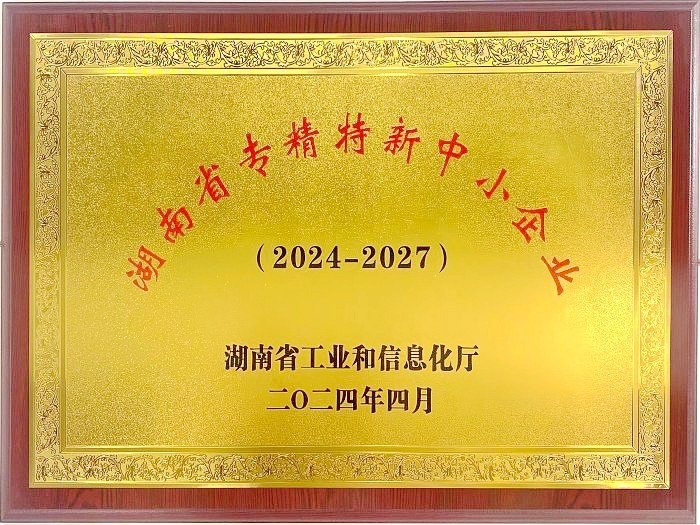 湖南省专精特新中小企业
（2024-2027）
湖南省工业和信息化厅
二〇二四年四月